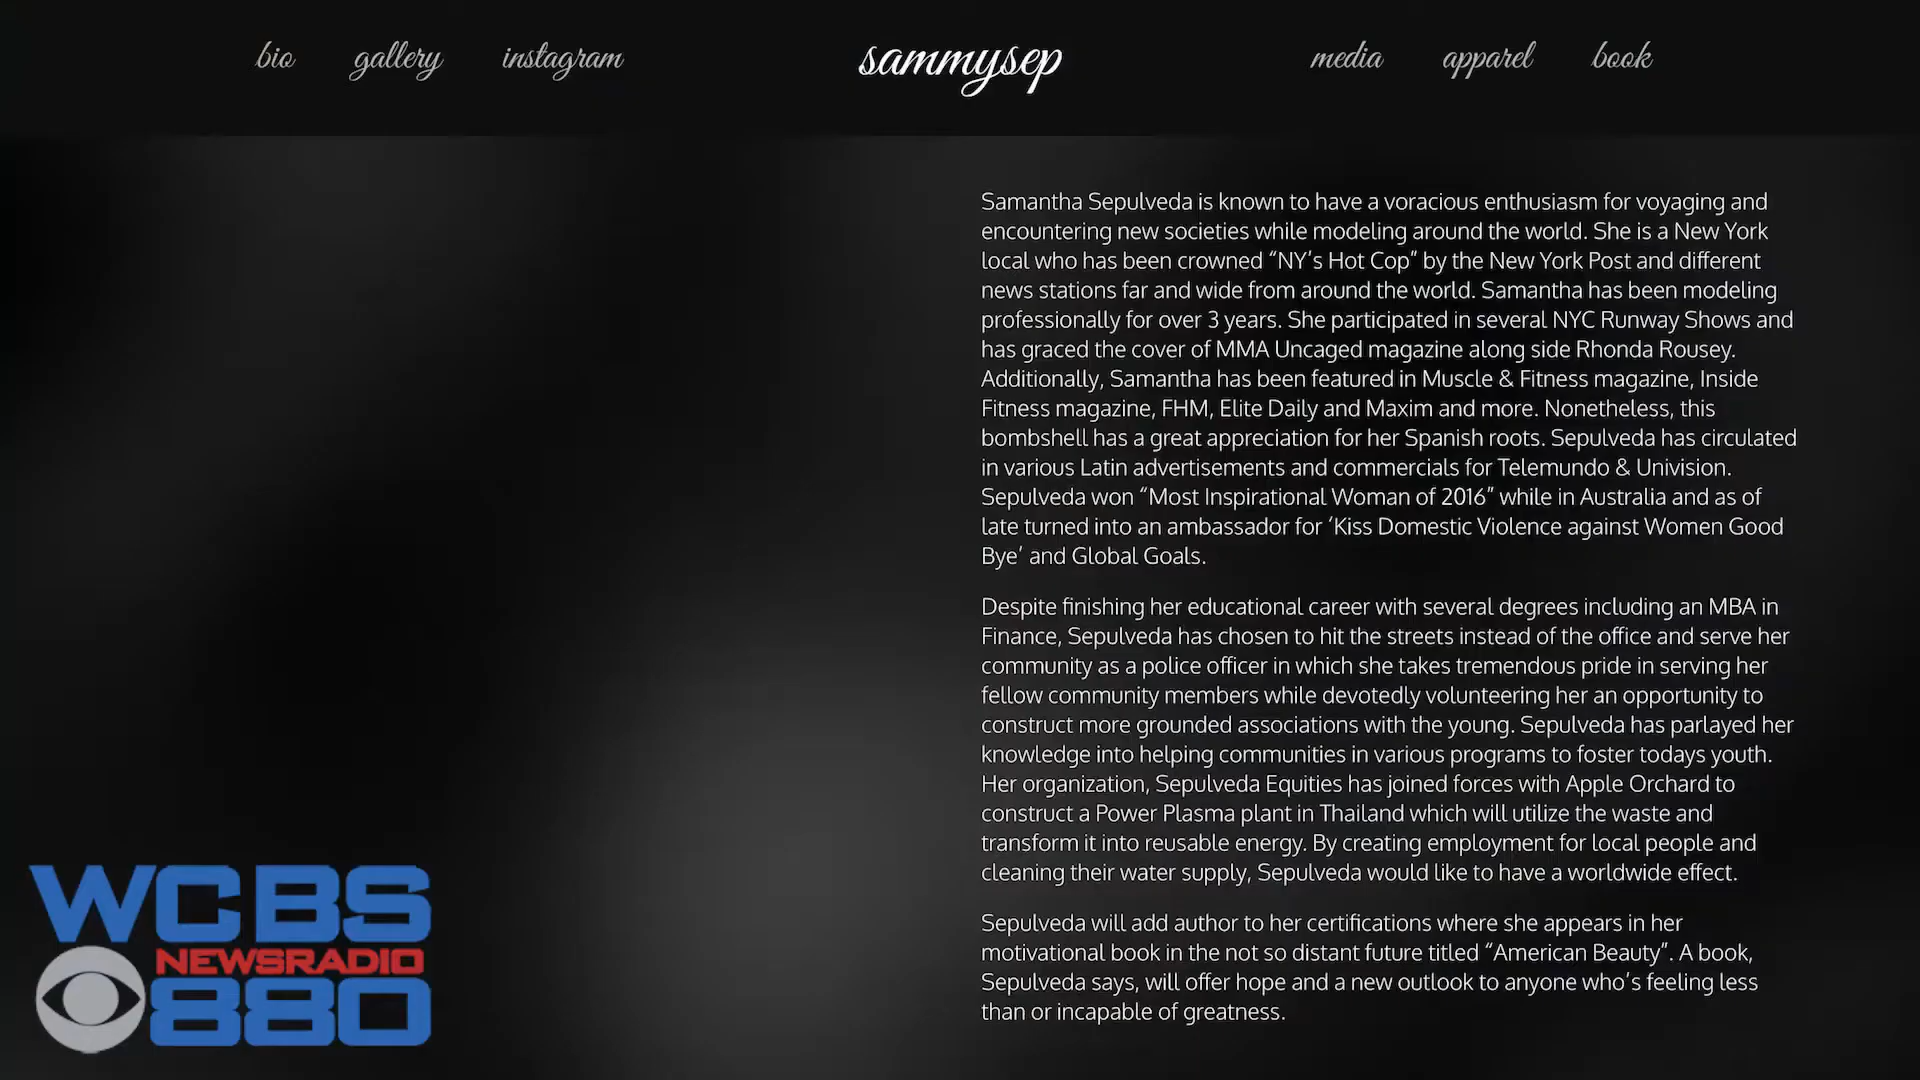 bio gallery instagram sammysep media apparel book
Samantha Sepulveda is known to have a voracious enthusiasm for voyaging and
encountering new societies while modeling around the world. She is a New York
local who has been crowned “NY’s Hot Cop” by the New York Post and different
news stations far and wide from around the world. Samantha has been modeling
professionally for over 3 years. She participated in several NYC Runway Shows and
has graced the cover of MMA Uncaged magazine along side Rhonda Rousey.
Additionally, Samantha has been featured in Muscle & Fitness magazine, Inside
Fitness magazine, FHM, Elite Daily and Maxim and more. Nonetheless, this
bombshell has a great appreciation for her Spanish roots. Sepulveda has circulated
in various Latin advertisements and commercials for Telemundo & Univision.
Sepulveda won “Most Inspirational Woman of 2016” while in Australia and as of
late turned into an ambassador for ‘Kiss Domestic Violence against Women Good
Bye’ and Global Goals.
Despite finishing her educational career with several degrees including an MBA in
Finance, Sepulveda has chosen to hit the streets instead of the office and serve her
community as a police officer in which she takes tremendous pride in serving her
fellow community members while devotedly volunteering her an opportunity to
construct more grounded associations with the young. Sepulveda has parlayed her
knowledge into helping communities in various programs to foster todays youth.
Her organization, Sepulveda Equities has joined forces with Apple Orchard to
construct a Power Plasma plant in Thailand which will utilize the waste and
transform it into reusable energy. By creating employment for local people and
cleaning their water supply, Sepulveda would like to have a worldwide effect.
Sepulveda will add author to her certifications where she appears in her
motivational book in the not so distant future titled “American Beauty”. A book,
Sepulveda says, will offer hope and a new outlook to anyone who’s feeling less
than or incapable of greatness.
WCBS
NEWSRADIO
880